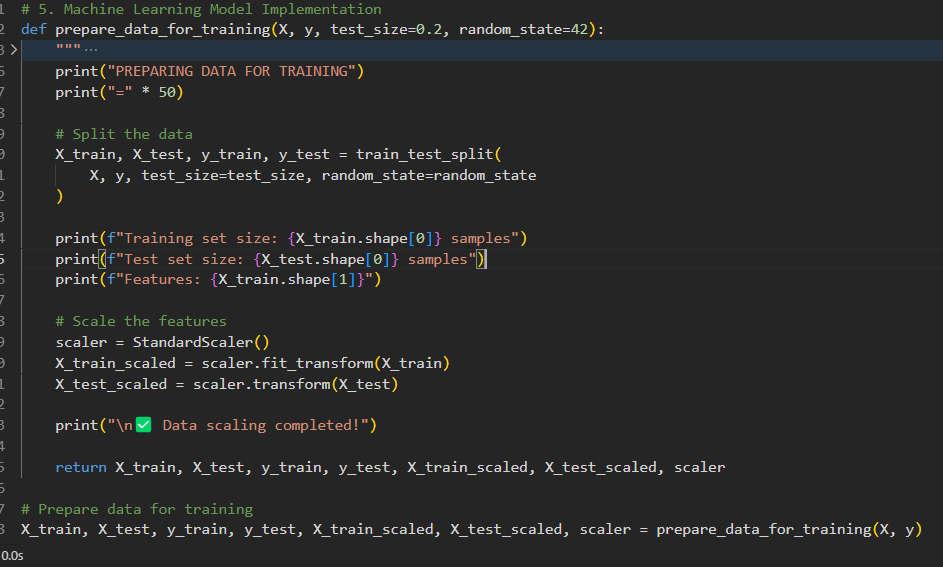 1 # 5. Machine Learning Model Implementation
2 def prepare_data_for_training(X, y, test_size=0.2, random_state=42):
3 > """ ···
6 print("PREPARING DATA FOR TRAINING")
7 print("=" * 50)
8
9 # Split the data
0 X_train, X_test, y_train, y_test = train_test_split(
1 X, y, test_size=test_size, random_state=random_state
2 )
3
4 print(f"Training set size: {X_train.shape[0]} samples")
5 print(f"Test set size: {X_test.shape[0]} samples")
6 print(f"Features: {X_train.shape[1]}")
7
8 # Scale the features
9 scaler = StandardScaler()
0 X_train_scaled = scaler.fit_transform(X_train)
1 X_test_scaled = scaler.transform(X_test)
2
3 print("\n✅ Data scaling completed!")
4
5 return X_train, X_test, y_train, y_test, X_train_scaled, X_test_scaled, scaler
6
7 # Prepare data for training
8 X_train, X_test, y_train, y_test, X_train_scaled, X_test_scaled, scaler = prepare_data_for_training(X, y)
0.0s